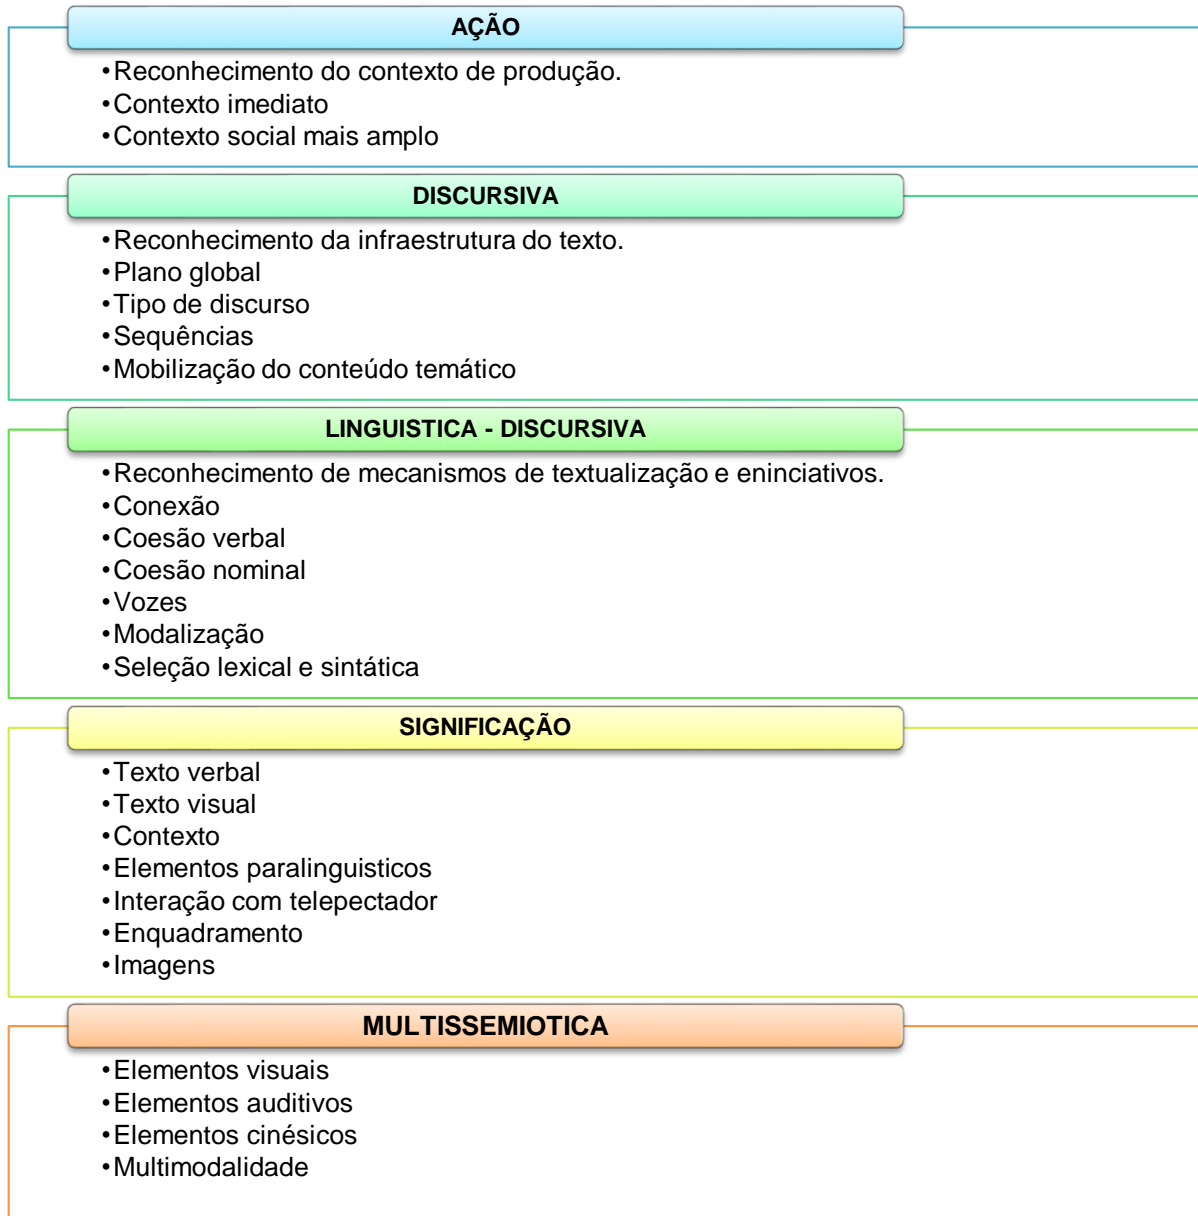 AÇÃO
•Reconhecimento do contexto de produção.
•Contexto imediato
•Contexto social mais amplo
DISCURSIVA
•Reconhecimento da infraestrutura do texto.
•Plano global
•Tipo de discurso
•Sequências
•Mobilização do conteúdo temático
LINGUISTICA - DISCURSIVA
•Reconhecimento de mecanismos de textualização e eninciativos.
•Conexão
•Coesão verbal
•Coesão nominal
•Vozes
•Modalização
•Seleção lexical e sintática
SIGNIFICAÇÃO
•Texto verbal
•Texto visual
•Contexto
•Elementos paralinguisticos
•Interação com telepectador
•Enquadramento
•Imagens
MULTISSEMIOTICA
•Elementos visuais
•Elementos auditivos
•Elementos cinésicos
•Multimodalidade